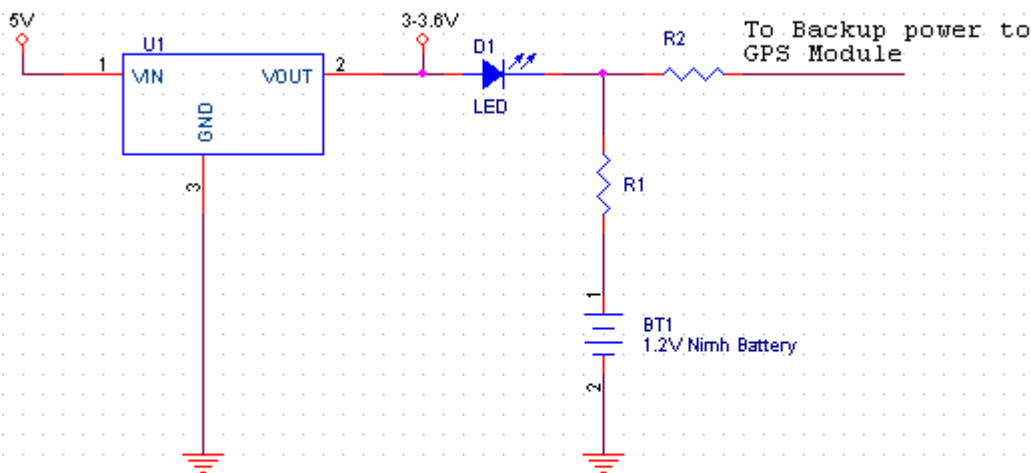 5V
U1
1
VIN
VOUT
2
GND
3
3-3.6V
D1
LED
R2
To Backup power to
GPS Module
R1
1
BT1
1.2V Nimh Battery
2